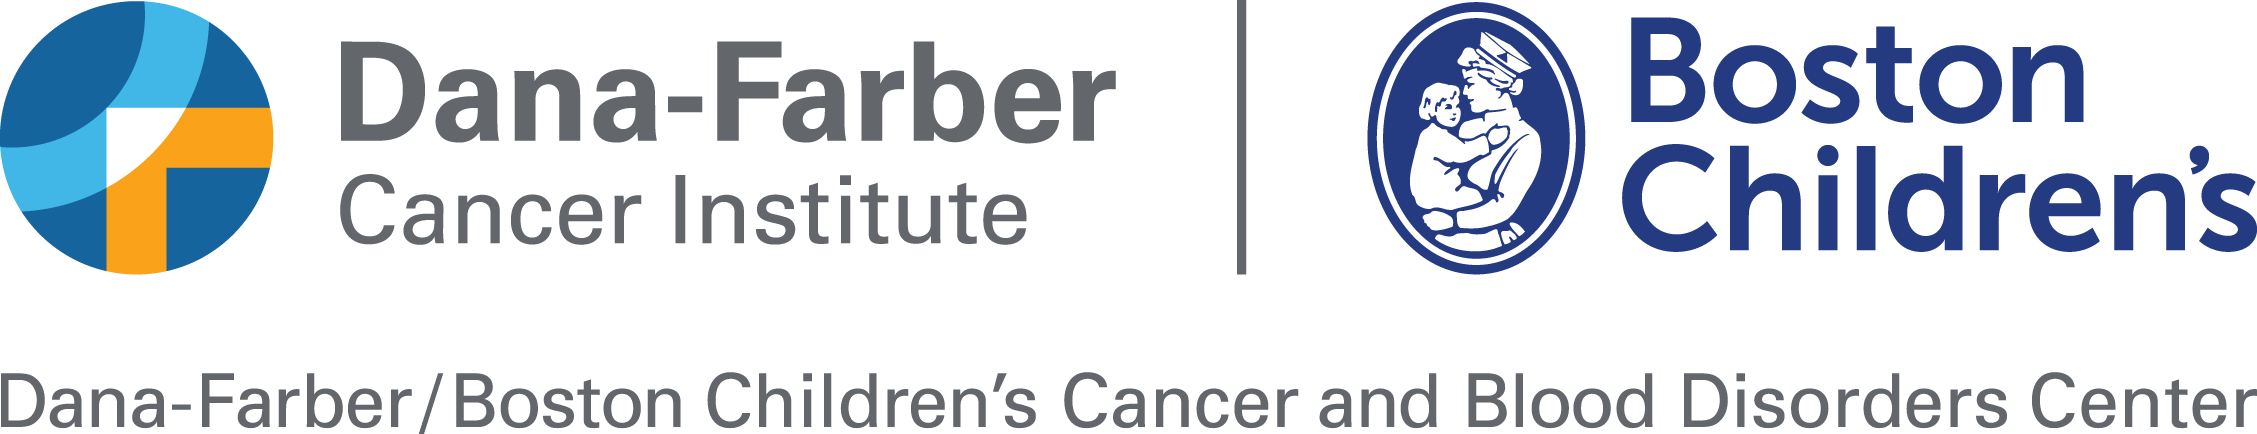 Dana-Farber
Cancer Institute
Boston
Children's
Dana-Farber/Boston Children's Cancer and Blood Disorders Center